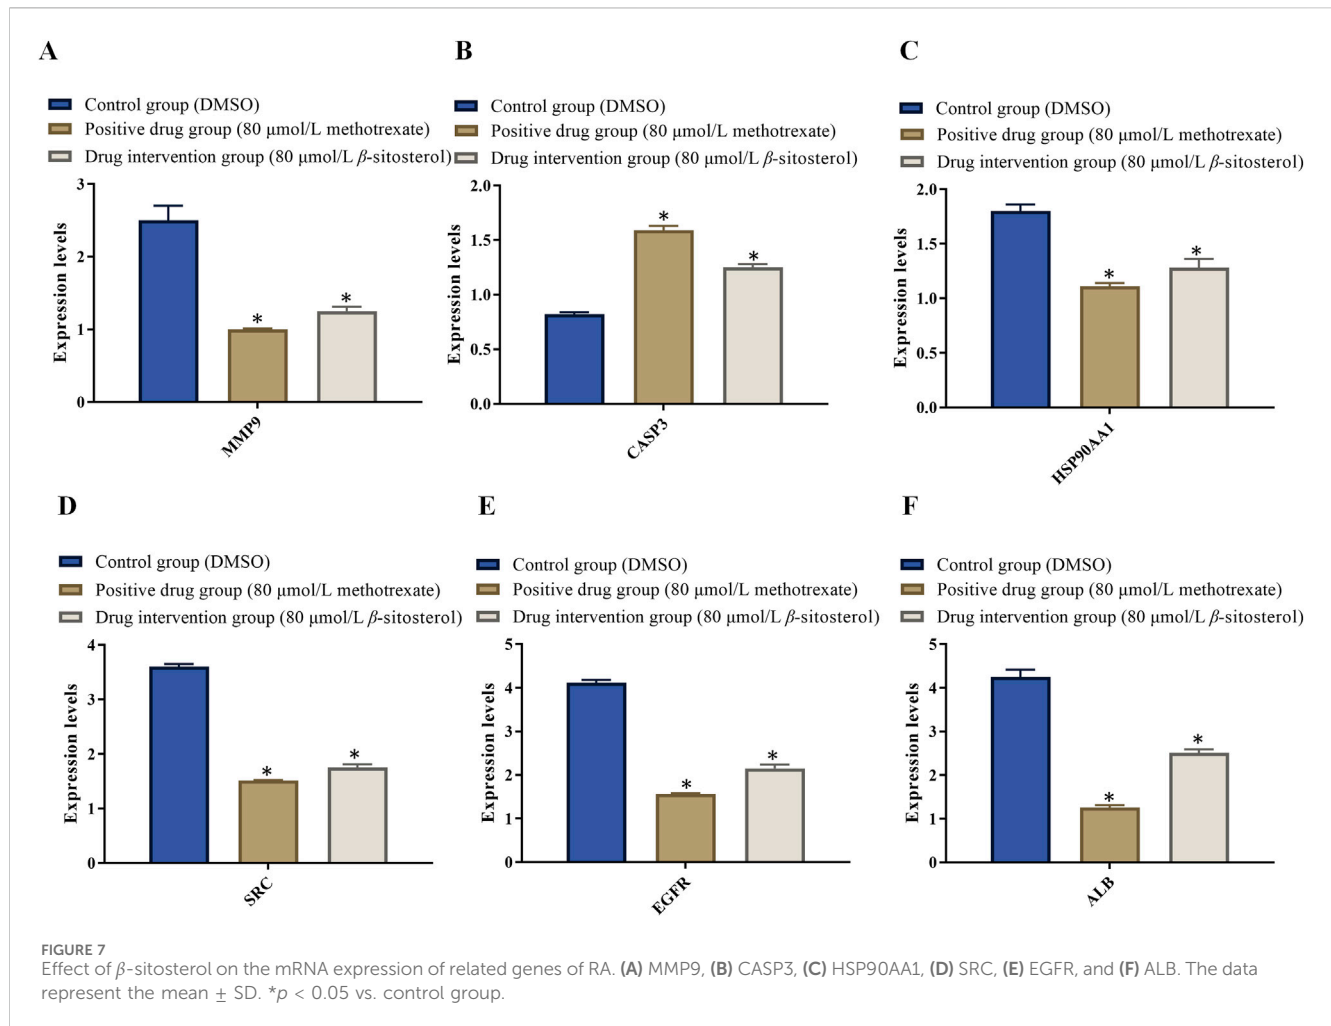 A
Control group (DMSO)
Positive drug group (80 μmol/L methotrexate)
Drug intervention group (80 μmol/L β-sitosterol)
3
2
1
0
Expression levels
*
*
MMP9
B
Control group (DMSO)
Positive drug group (80 μmol/L methotrexate)
Drug intervention group (80 μmol/L β-sitosterol)
2.0
1.5
1.0
0.5
0.0
Expression levels
*
*
CASP3
C
Control group (DMSO)
Positive drug group (80 μmol/L methotrexate)
Drug intervention group (80 μmol/L β-sitosterol)
2.0
1.5
1.0
0.5
0.0
Expression levels
*
*
HSP90AA1
D
Control group (DMSO)
Positive drug group (80 μmol/L methotrexate)
Drug intervention group (80 μmol/L β-sitosterol)
4
3
2
1
0
Expression levels
*
*
SRC
E
Control group (DMSO)
Positive drug group (80 μmol/L methotrexate)
Drug intervention group (80 μmol/L β-sitosterol)
5
4
3
2
1
0
Expression levels
*
*
EGFR
F
Control group (DMSO)
Positive drug group (80 μmol/L methotrexate)
Drug intervention group (80 μmol/L β-sitosterol)
5
4
3
2
1
0
Expression levels
*
*
ALB
FIGURE 7
Effect of β-sitosterol on the mRNA expression of related genes of RA. (A) MMP9, (B) CASP3, (C) HSP90AA1, (D) SRC, (E) EGFR, and (F) ALB. The data
represent the mean ± SD. *p < 0.05 vs. control group.